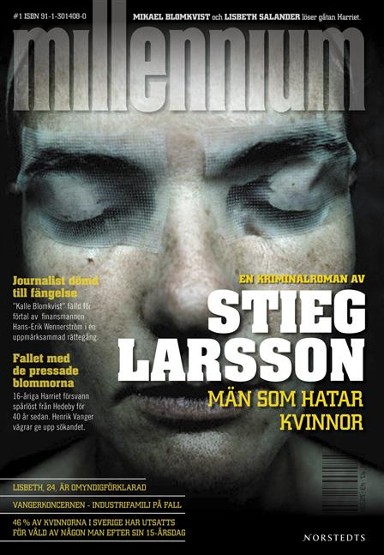 #1 ISBN 91-1-301408-0
MIKAEL BLOMKVIST och LISBETH SALANDER löser gåtan Harriet.
millennium
Journalist dömd
till fängelse
"Kalle Blomkvist" fälld för
förtal av finansmannen
Hans-Erik Wennerström i en
uppmärksammad rättegång.
Fallet med
de pressade
blommorna
16-åriga Harriet försvann
spårlöst från Hedeby för
40 år sedan. Henrik Vanger
vägrar ge upp sökandet.
EN KRIMINALROMAN AV
STIEG
LARSSON
MÄN SOM HATAR
KVINNOR
LISBETH, 24, ÄR OMYNDIGFÖRKLARAD
VANGERKONCERNEN - INDUSTRIFAMILJ PÅ FALL
46 % AV KVINNORNA I SVERIGE HAR UTSATTS
FÖR VÅLD AV NÅGON MAN EFTER SIN 15-ÅRSDAG
NORSTEDTS